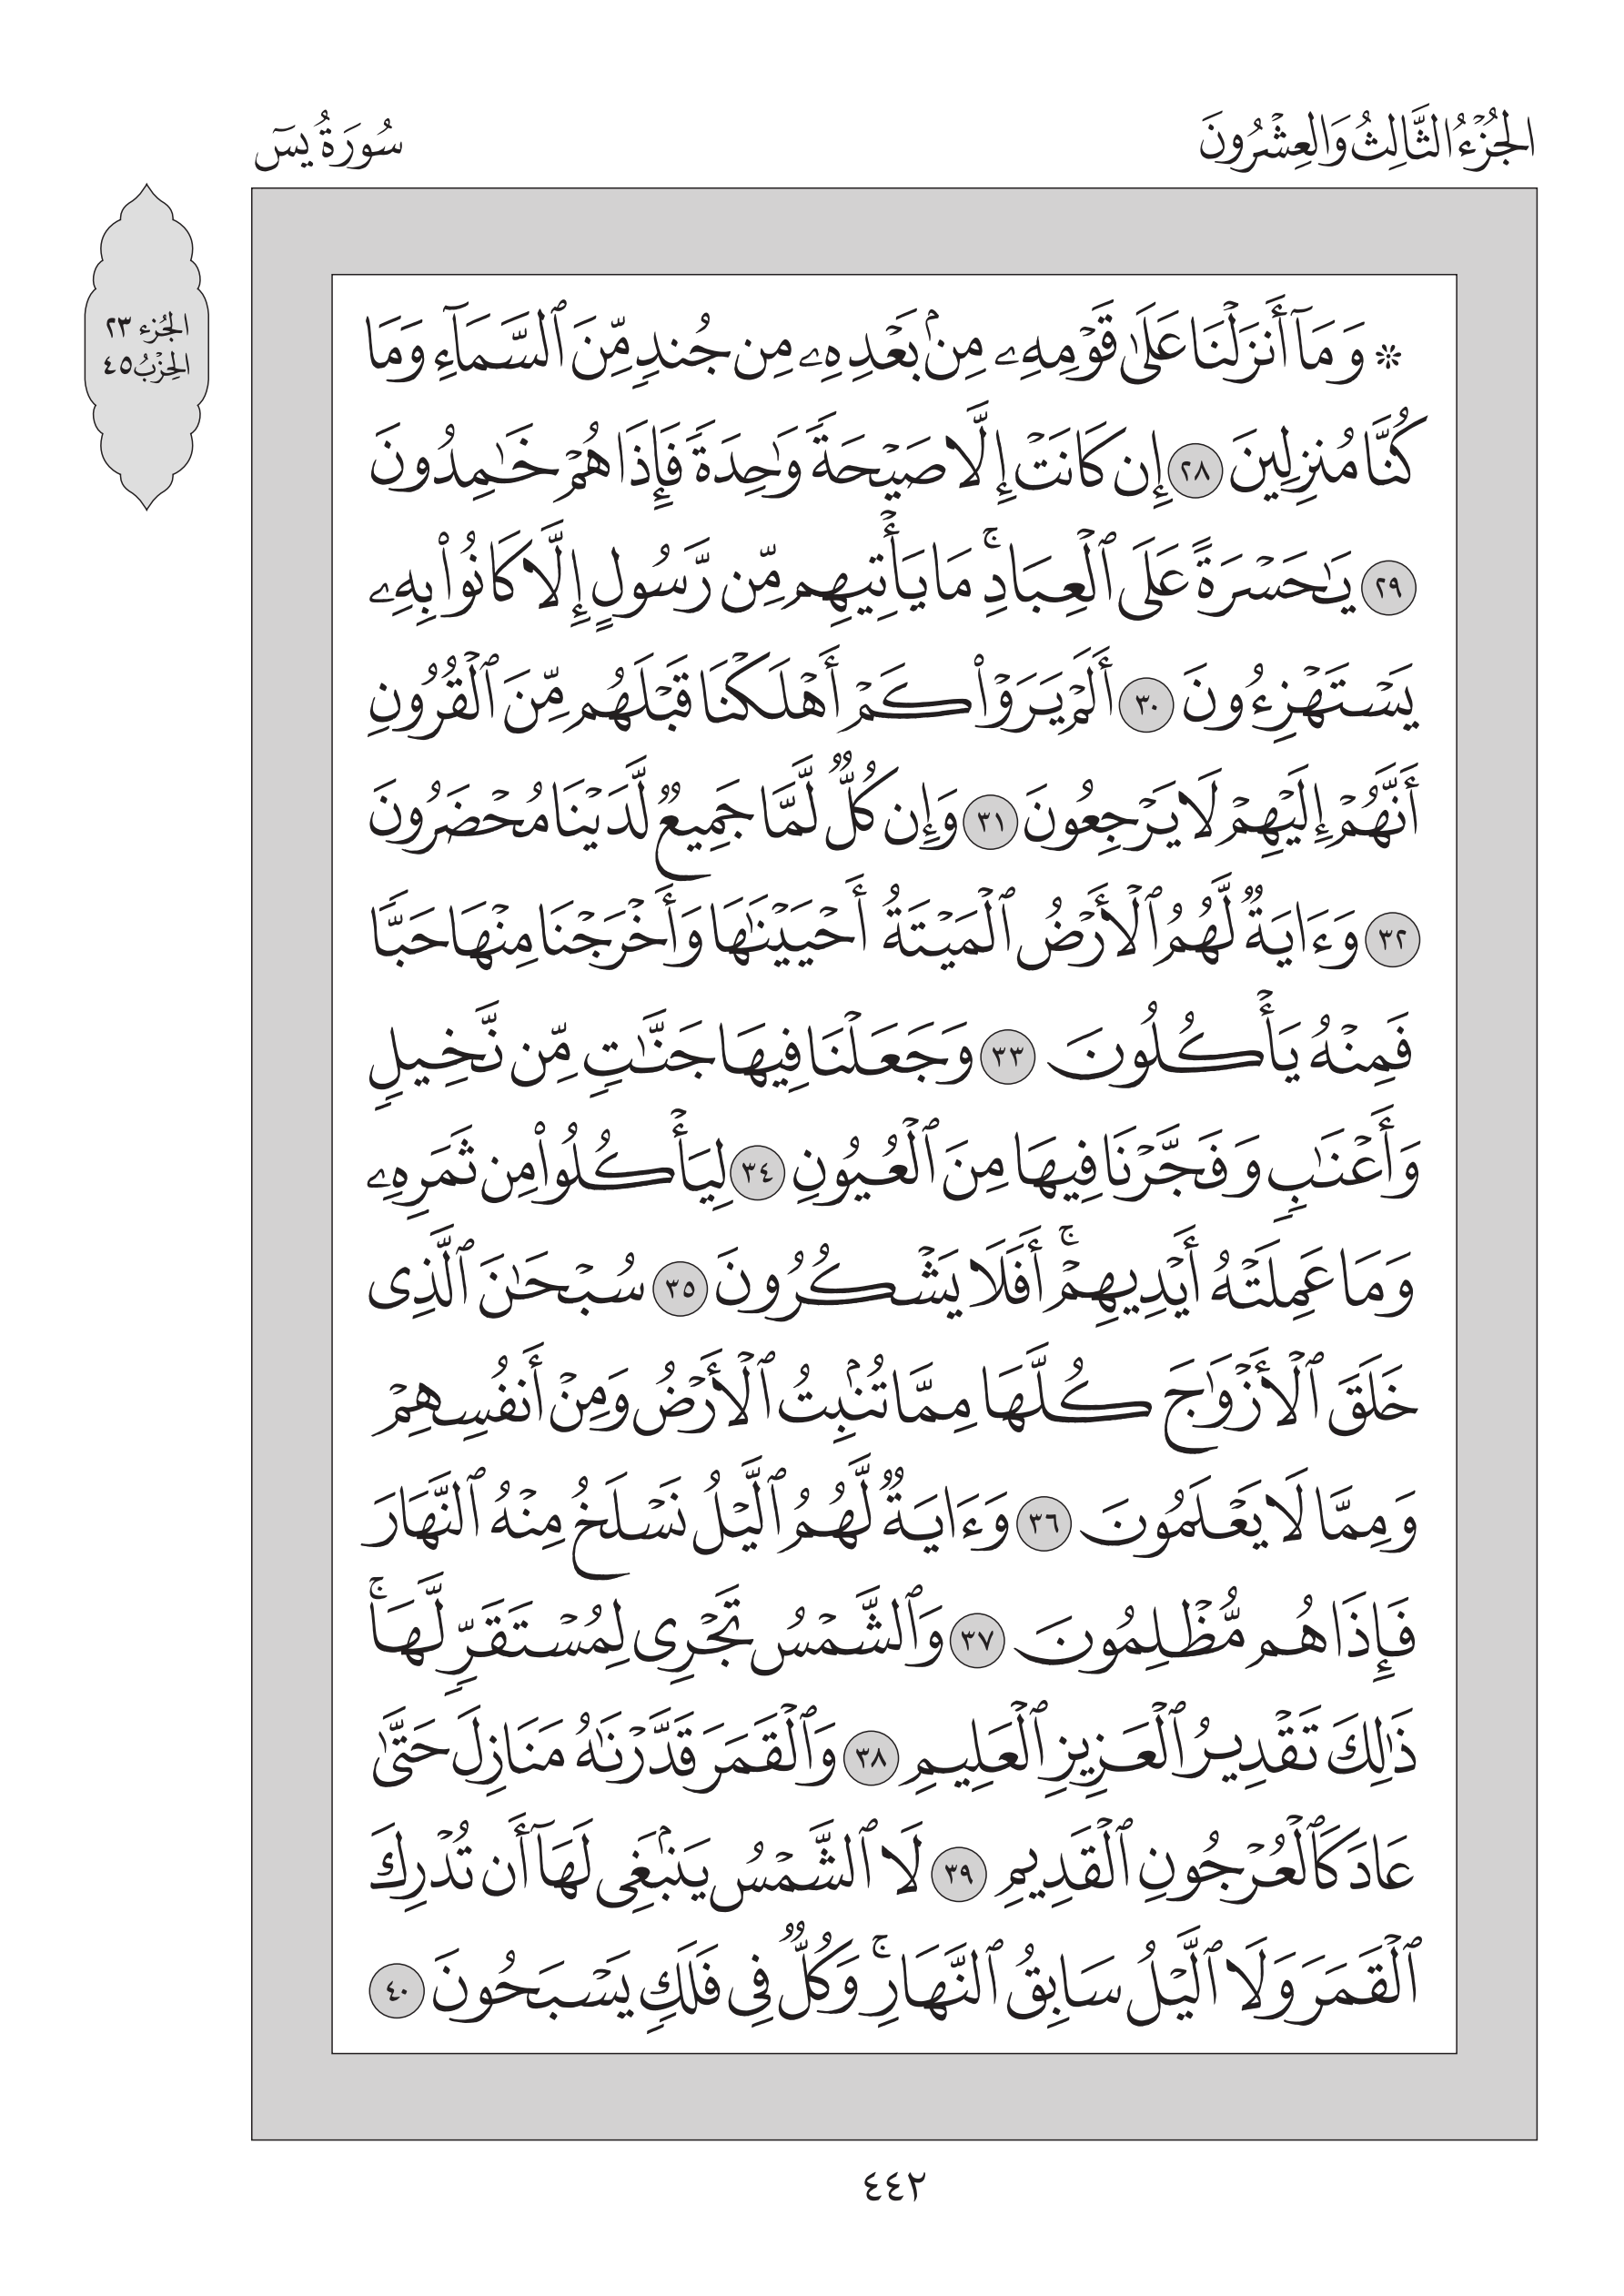 الجُزْءُ الثَّالِثُ وَالعِشْرُونَ
سُورَةُ يسٓ
الجُزء ٢٣
الحِزْبُ ٤٥
۞ وَمَآ أَنزَلْنَا عَلَىٰ قَوْمِهِۦ مِنۢ بَعْدِهِۦ مِن جُندٍ مِّنَ ٱلسَّمَآءِ وَمَا
كُنَّا مُنزِلِينَ ٢٨ إِن كَانَتْ إِلَّا صَيْحَةً وَٰحِدَةً فَإِذَا هُمْ خَٰمِدُونَ
٢٩ يَٰحَسْرَةً عَلَى ٱلْعِبَادِۚ مَا يَأْتِيهِم مِّن رَّسُولٍ إِلَّا كَانُوا۟ بِهِۦ
يَسْتَهْزِءُونَ ٣٠ أَلَمْ يَرَوْا۟ كَمْ أَهْلَكْنَا قَبْلَهُم مِّنَ ٱلْقُرُونِ
أَنَّهُمْ إِلَيْهِمْ لَا يَرْجِعُونَ ٣١ وَإِن كُلٌّ لَّمَّا جَمِيعٌ لَّدَيْنَا مُحْضَرُونَ
٣٢ وَءَايَةٌ لَّهُمُ ٱلْأَرْضُ ٱلْمَيْتَةُ أَحْيَيْنَٰهَا وَأَخْرَجْنَا مِنْهَا حَبًّا
فَمِنْهُ يَأْكُلُونَ ٣٣ وَجَعَلْنَا فِيهَا جَنَّٰتٍ مِّن نَّخِيلٍ
وَأَعْنَٰبٍ وَفَجَّرْنَا فِيهَا مِنَ ٱلْعُيُونِ ٣٤ لِيَأْكُلُوا۟ مِن ثَمَرِهِۦ
وَمَا عَمِلَتْهُ أَيْدِيهِمْۚ أَفَلَا يَشْكُرُونَ ٣٥ سُبْحَٰنَ ٱلَّذِى
خَلَقَ ٱلْأَزْوَٰجَ كُلَّهَا مِمَّا تُنۢبِتُ ٱلْأَرْضُ وَمِنْ أَنفُسِهِمْ
وَمِمَّا لَا يَعْلَمُونَ ٣٦ وَءَايَةٌ لَّهُمُ ٱلَّيْلُ نَسْلَخُ مِنْهُ ٱلنَّهَارَ
فَإِذَا هُم مُّظْلِمُونَ ٣٧ وَٱلشَّمْسُ تَجْرِى لِمُسْتَقَرٍّ لَّهَاۚ
ذَٰلِكَ تَقْدِيرُ ٱلْعَزِيزِ ٱلْعَلِيمِ ٣٨ وَٱلْقَمَرَ قَدَّرْنَٰهُ مَنَازِلَ حَتَّىٰ
عَادَ كَٱلْعُرْجُونِ ٱلْقَدِيمِ ٣٩ لَا ٱلشَّمْسُ يَنۢبَغِى لَهَآ أَن تُدْرِكَ
ٱلْقَمَرَ وَلَا ٱلَّيْلُ سَابِقُ ٱلنَّهَارِۚ وَكُلٌّ فِى فَلَكٍ يَسْبَحُونَ ٤٠
٤٤٢